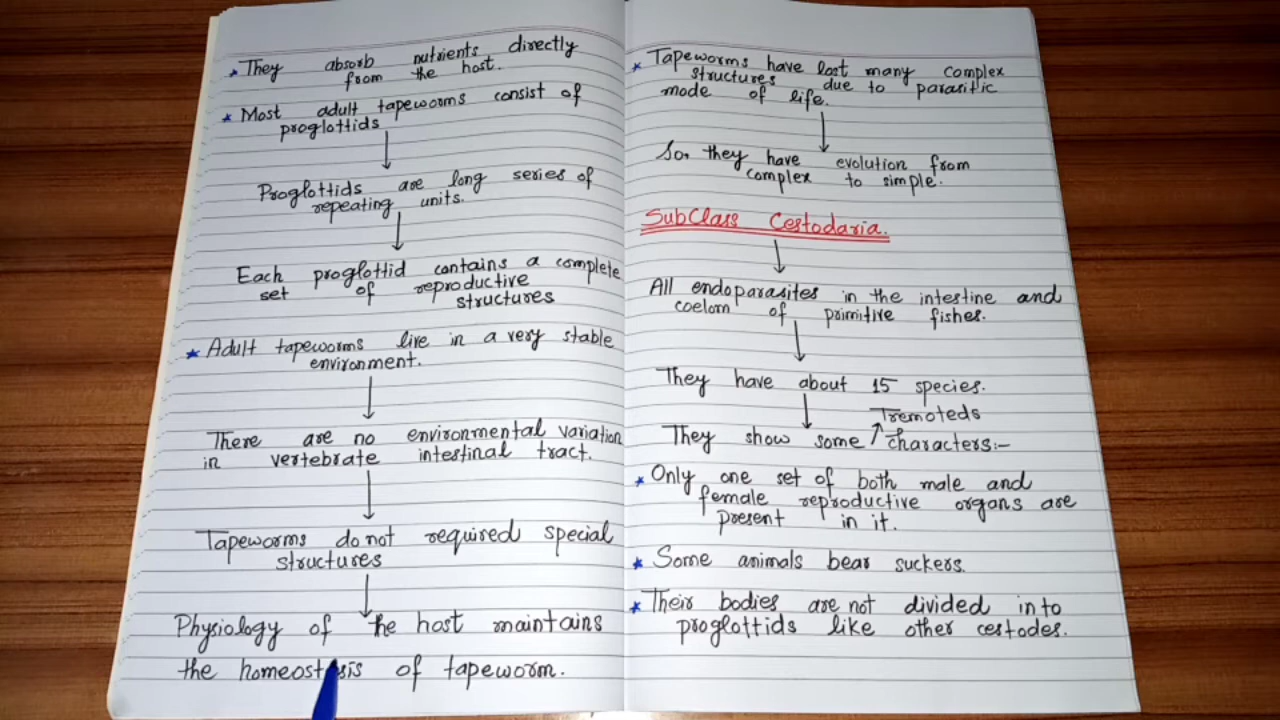 ★ They absorb nutrients directly
from the host.
★ Most adult tapeworms consist of
proglottids
Proglottids are long series of
repeating units.
Each proglottid contains a complete
set of reproductive
structures
★ Adult tapeworms live in a very stable
environment.
There are no environmental variation
in vertebrate intestinal tract.
Tapeworms do not required special
structures
Physiology of the host maintains
the homeostasis of tapeworm.
★ Tapeworms have lost many complex
structures due to parasitic
mode of life.
So, they have evolution from
complex to simple.
SubClass Cestodaria.
All endoparasites in the intestine and
coelom of primitive fishes.
They have about 15 species.
Tremoteds
They show some characters:-
★ Only one set of both male and
female reproductive organs are
present in it.
★ Some animals bear suckers.
★ Their bodies are not divided into
proglottids like other cestodes.